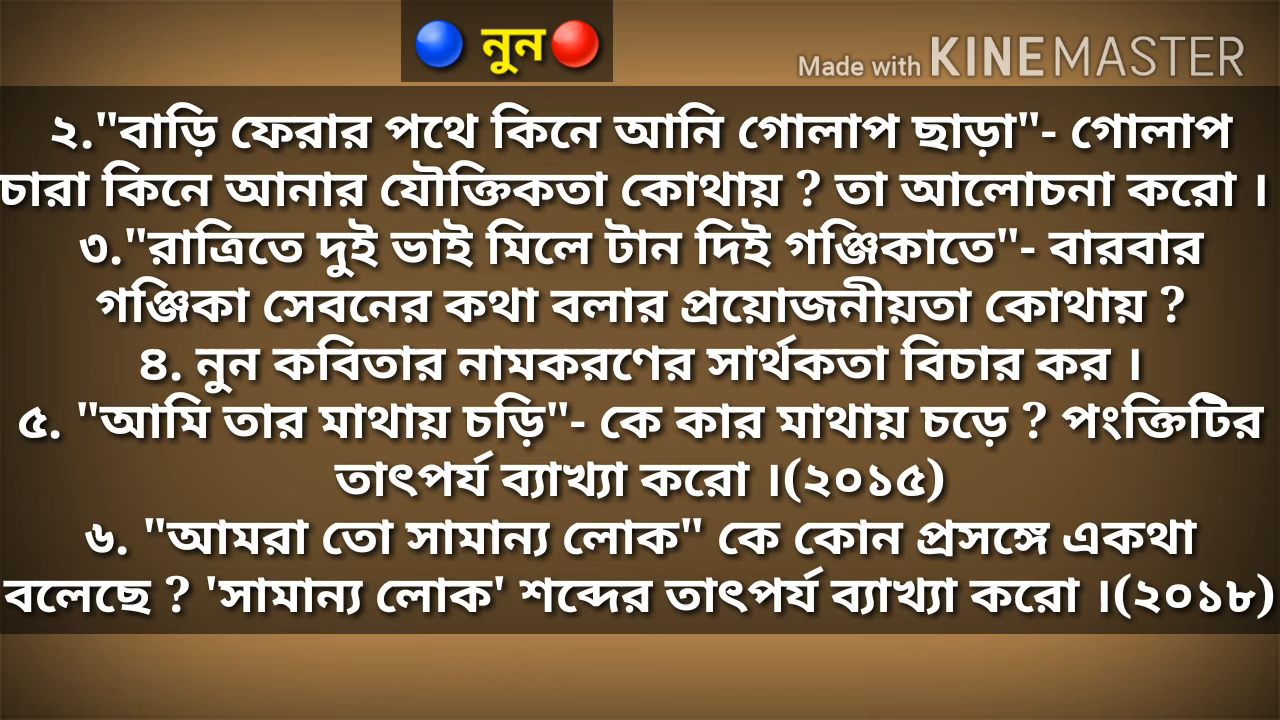 নুন
Made with KINEMASTER
২."বাড়ি ফেরার পথে কিনে আনি গোলাপ ছাড়া"- গোলাপ
চারা কিনে আনার যৌক্তিকতা কোথায় ? তা আলোচনা করো ।
৩."রাত্রিতে দুই ভাই মিলে টান দিই গঞ্জিকাতে"- বারবার
গঞ্জিকা সেবনের কথা বলার প্রয়োজনীয়তা কোথায় ?
৪. নুন কবিতার নামকরণের সার্থকতা বিচার কর ।
৫. "আমি তার মাথায় চড়ি"- কে কার মাথায় চড়ে ? পংক্তিটির
তাৎপর্য ব্যাখ্যা করো ।(২০১৫)
৬. "আমরা তো সামান্য লোক" কে কোন প্রসঙ্গে একথা
বলেছে ? 'সামান্য লোক' শব্দের তাৎপর্য ব্যাখ্যা করো ।(২০১৮)